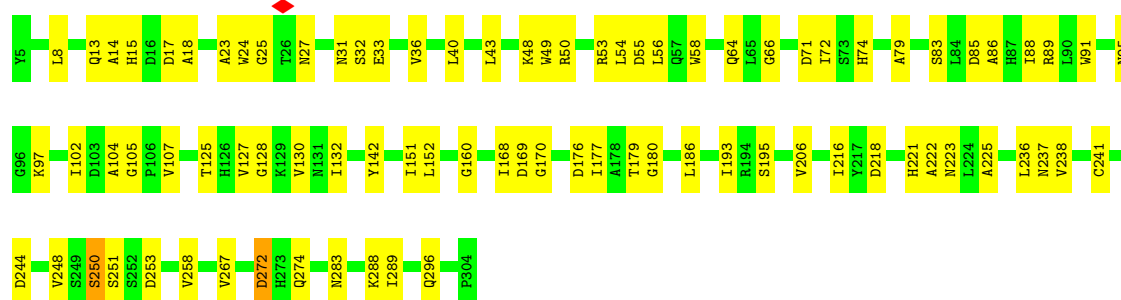 Y5 L8 Q13 A14 H15 D16 D17 A18 A23 W24 G25 T26 N27 N31 S32 E33 V36 L40 L43 K48 W49 R50 R53 L54 D55 L56 Q57 W58 Q64 L65 G66 D71 I72 S73 H74 A79 S83 L84 D85 A86 H87 I88 R89 L90 W91
G96 K97 I102 D103 A104 G105 P106 V107 T125 H126 V127 G128 K129 V130 N131 I132 Y142 I151 L152 G160 I168 D169 G170 D176 I177 A178 T179 G180 L186 I193 R194 S195 V206 I216 Y217 D218 H221 A222 N223 L224 A225 L236 N237 V238 C241
D244 V248 S249 S250 S251 S252 D253 V258 V267 D272 H273 Q274 N283 K288 I289 Q296 P304